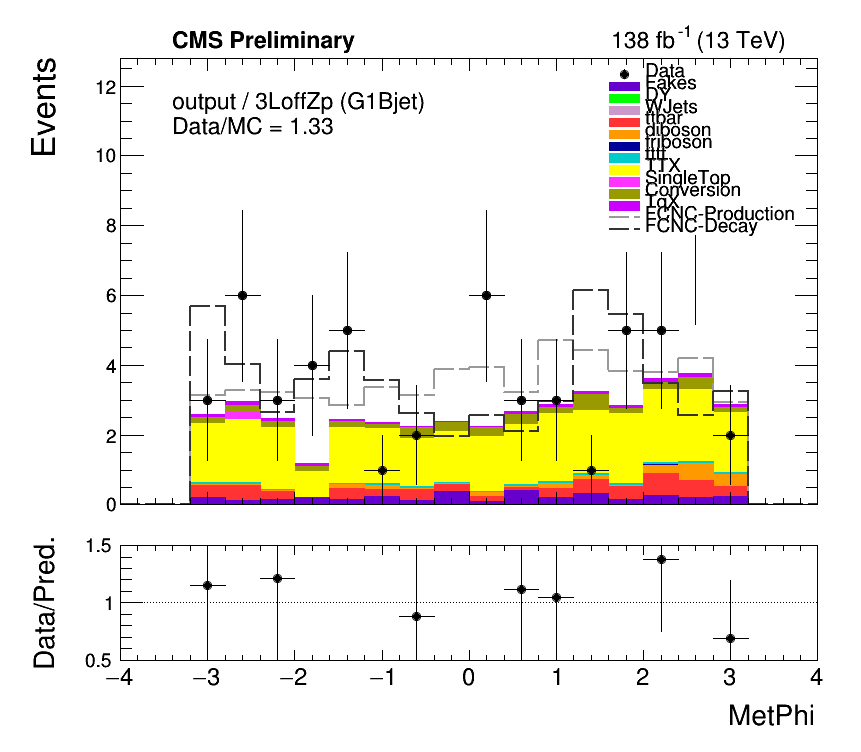 CMS Preliminary
138 fb-1 (13 TeV)
Events
output / 3LoffZp (G1Bjet)
Data/MC = 1.33
Data
Fakes
DY
WJets
ttbar
diboson
triboson
tttt
TTX
SingleTop
Conversion
TqX
FCNC-Production
FCNC-Decay
12
10
8
6
4
2
0
Data/Pred.
1.5
1
0.5
−4 −3 −2 −1 0 1 2 3 4
MetPhi